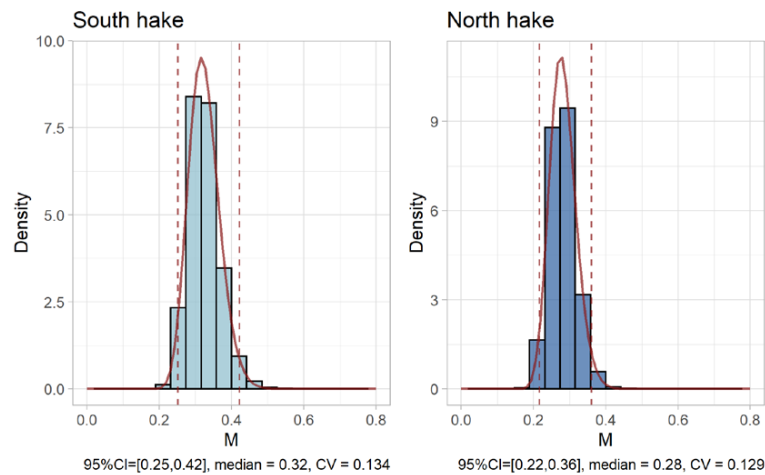 South hake
10.0
7.5
5.0
2.5
0.0
Density
0.0 0.2 0.4 0.6 0.8
M
95%CI=[0.25,0.42], median = 0.32, CV = 0.134
North hake
9
6
3
0
Density
0.0 0.2 0.4 0.6 0.8
M
95%CI=[0.22,0.36], median = 0.28, CV = 0.129